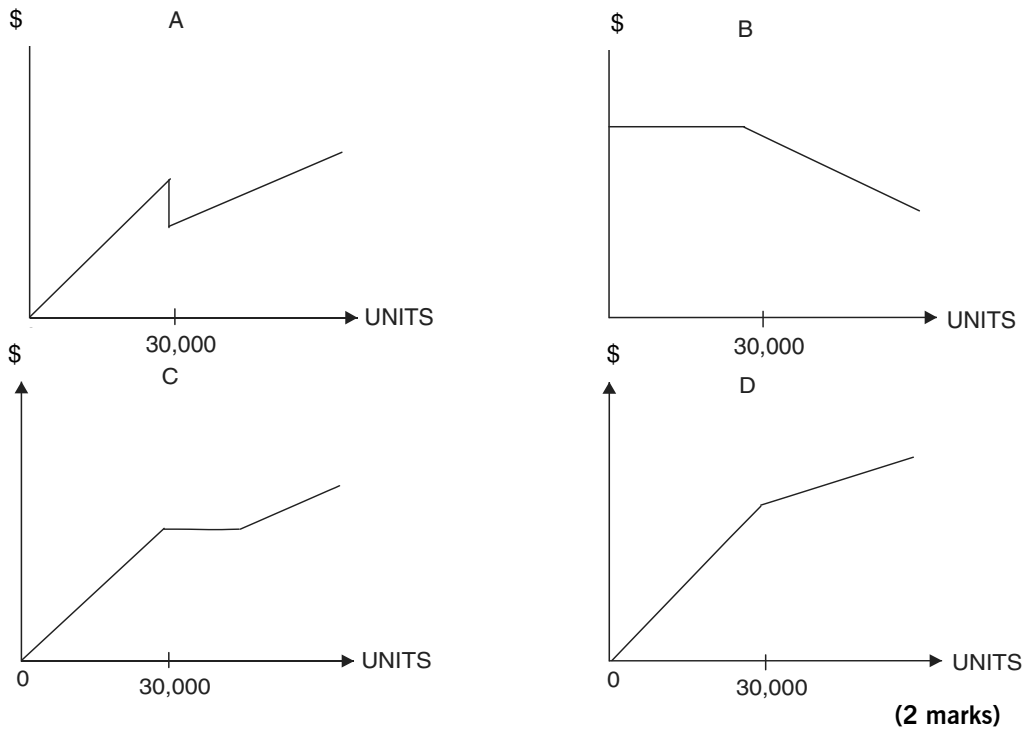 $ A
$ B
UNITS
30,000
UNITS
30,000
$ C
$ D
UNITS
0 30,000
UNITS
0 30,000
(2 marks)